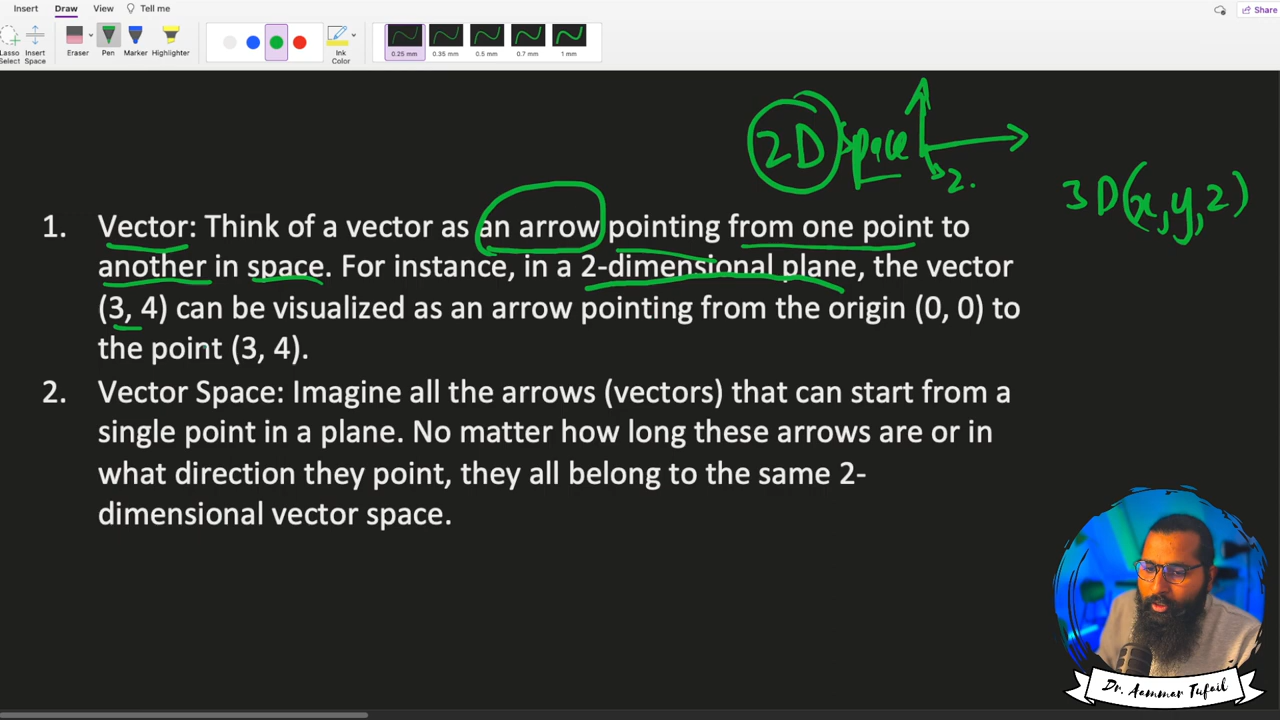 Insert Draw View Tell me
Share
Lasso Select
Insert Space
Eraser
Pen
Marker
Highlighter
Ink Color
0.25 mm
0.35 mm
0.5 mm
0.7 mm
1 mm
2D space
2.
3D(x,y,z)
1. Vector: Think of a vector as an arrow pointing from one point to
another in space. For instance, in a 2-dimensional plane, the vector
(3, 4) can be visualized as an arrow pointing from the origin (0, 0) to
the point (3, 4).
2. Vector Space: Imagine all the arrows (vectors) that can start from a
single point in a plane. No matter how long these arrows are or in
what direction they point, they all belong to the same 2-
dimensional vector space.
Dr. Aammar Tufail